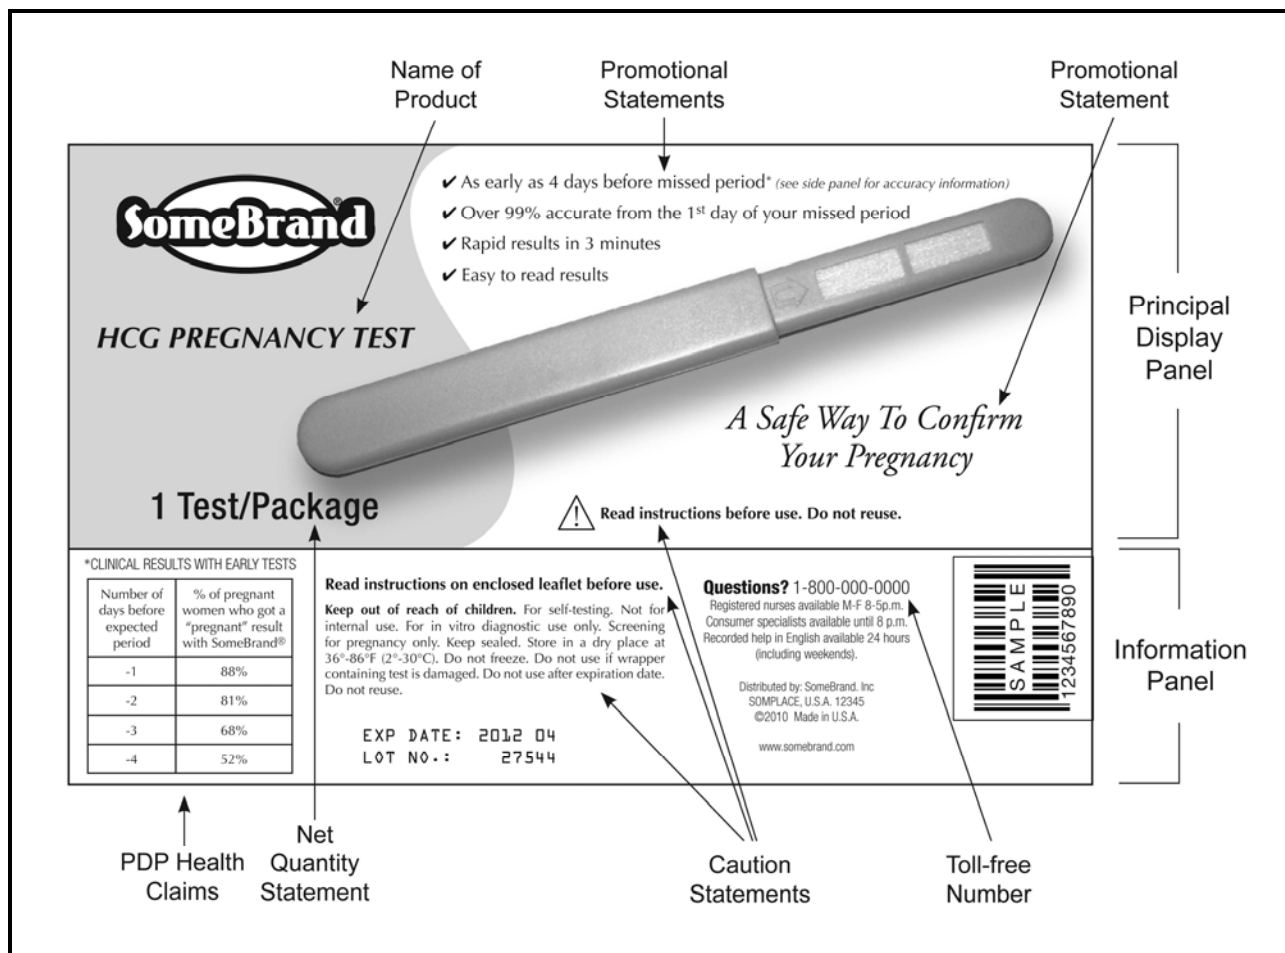 Name of
Product
Promotional
Statements
Promotional
Statement
SomeBrand®
✔ As early as 4 days before missed period* (see side panel for accuracy information)
✔ Over 99% accurate from the 1st day of your missed period
✔ Rapid results in 3 minutes
✔ Easy to read results
HCG PREGNANCY TEST
A Safe Way To Confirm
Your Pregnancy
1 Test/Package
Read instructions before use. Do not reuse.
Principal
Display
Panel
*CLINICAL RESULTS WITH EARLY TESTS
Number of
days before
expected
period
% of pregnant
women who got a
“pregnant” result
with SomeBrand®
-1 88%
-2 81%
-3 68%
-4 52%
Read instructions on enclosed leaflet before use.
Keep out of reach of children. For self-testing. Not for
internal use. For in vitro diagnostic use only. Screening
for pregnancy only. Keep sealed. Store in a dry place at
36°-86°F (2°-30°C). Do not freeze. Do not use if wrapper
containing test is damaged. Do not use after expiration date.
Do not reuse.
EXP DATE: 2012 04
LOT NO.: 27544
Questions? 1-800-000-0000
Registered nurses available M-F 8-5p.m.
Consumer specialists available until 8 p.m.
Recorded help in English available 24 hours
(including weekends).
Distributed by: SomeBrand. Inc
SOMPLACE, U.S.A. 12345
©2010 Made in U.S.A.
www.somebrand.com
SAMPLE
1234567890
Information
Panel
PDP Health
Claims
Net
Quantity
Statement
Caution
Statements
Toll-free
Number